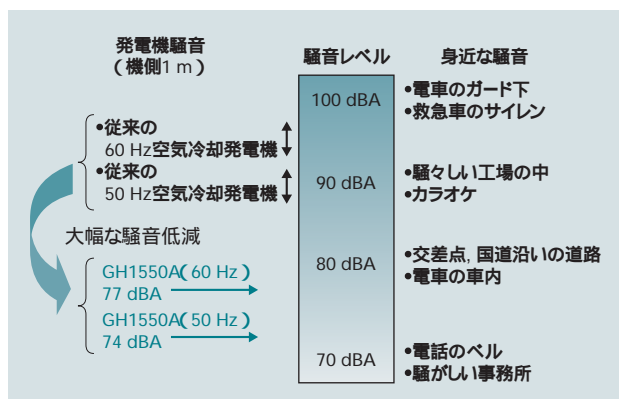 発電機騒音
（機側1 m）
•従来の
60 Hz空気冷却発電機
•従来の
50 Hz空気冷却発電機
大幅な騒音低減
GH1550A（60 Hz）
77 dBA
GH1550A（50 Hz）
74 dBA
騒音レベル
100 dBA
90 dBA
80 dBA
70 dBA
身近な騒音
•電車のガード下
•救急車のサイレン
•騒々しい工場の中
•カラオケ
•交差点, 国道沿いの道路
•電車の車内
•電話のベル
•騒がしい事務所